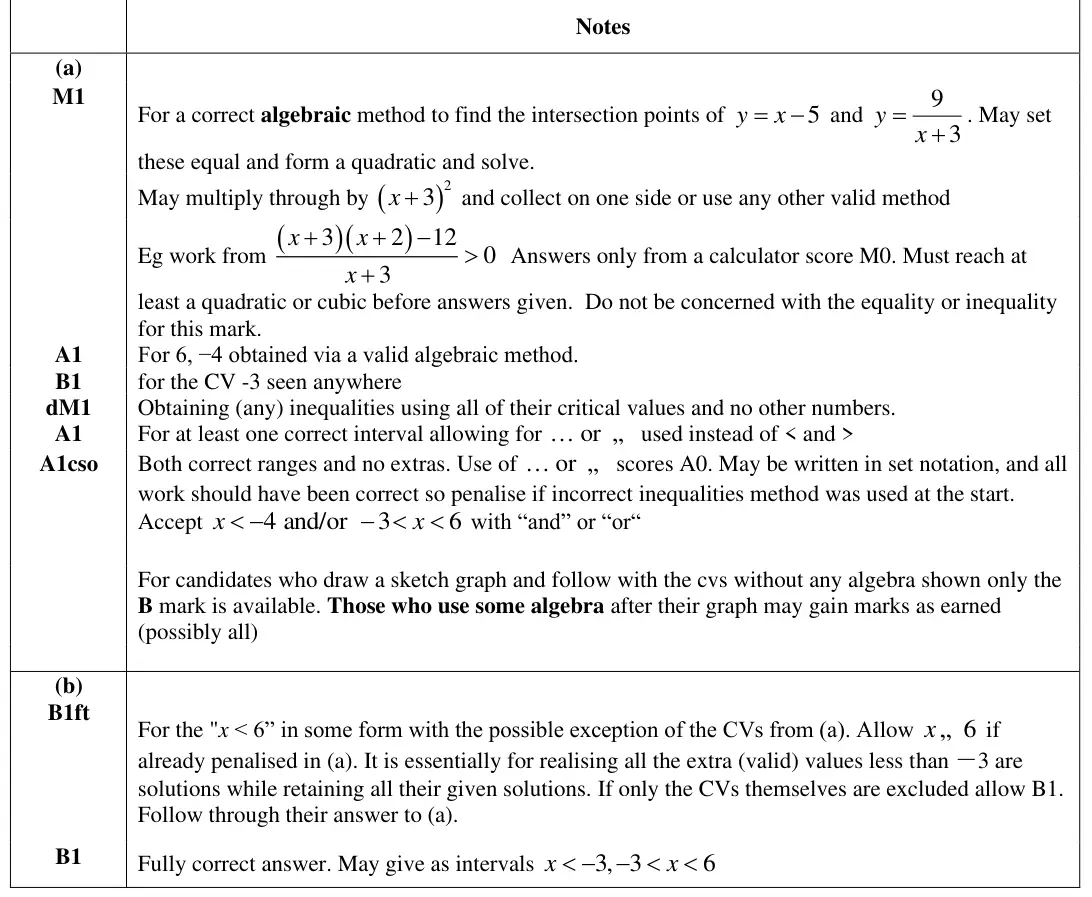 Notes
(a)
M1
For a correct algebraic method to find the intersection points of y = x − 5 and y = 9/(x + 3). May set
these equal and form a quadratic and solve.
May multiply through by (x + 3)² and collect on one side or use any other valid method
Eg work from ((x + 3)(x + 2) − 12)/(x + 3) > 0 Answers only from a calculator score M0. Must reach at
least a quadratic or cubic before answers given. Do not be concerned with the equality or inequality
for this mark.
A1 For 6, −4 obtained via a valid algebraic method.
B1 for the CV -3 seen anywhere
dM1 Obtaining (any) inequalities using all of their critical values and no other numbers.
A1 For at least one correct interval allowing for … or ,, used instead of < and >
A1cso Both correct ranges and no extras. Use of … or ,, scores A0. May be written in set notation, and all
work should have been correct so penalise if incorrect inequalities method was used at the start.
Accept x < −4 and/or − 3 < x < 6 with “and” or “or“
For candidates who draw a sketch graph and follow with the cvs without any algebra shown only the
B mark is available. Those who use some algebra after their graph may gain marks as earned
(possibly all)
(b)
B1ft
For the "x < 6” in some form with the possible exception of the CVs from (a). Allow x ,, 6 if
already penalised in (a). It is essentially for realising all the extra (valid) values less than −3 are
solutions while retaining all their given solutions. If only the CVs themselves are excluded allow B1.
Follow through their answer to (a).
B1 Fully correct answer. May give as intervals x < −3, −3 < x < 6